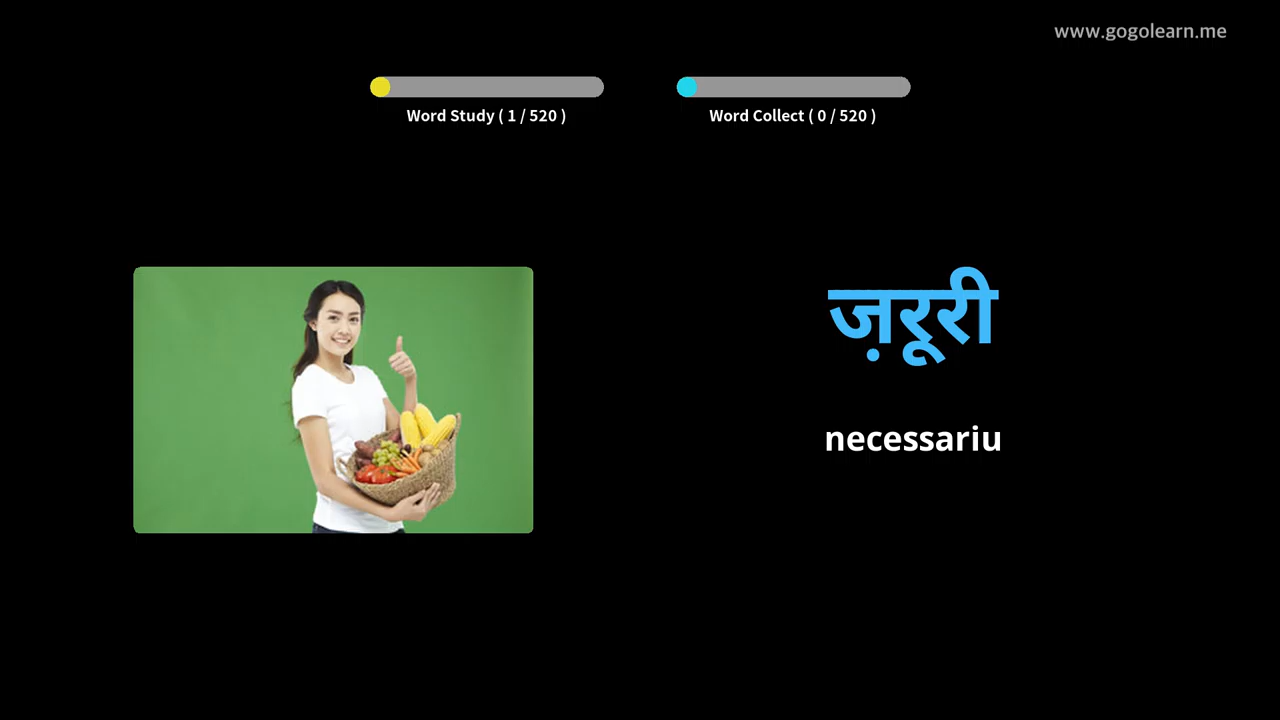 www.gogolearn.me
Word Study ( 1 / 520 )
Word Collect ( 0 / 520 )
ज़रूरी
necessariu